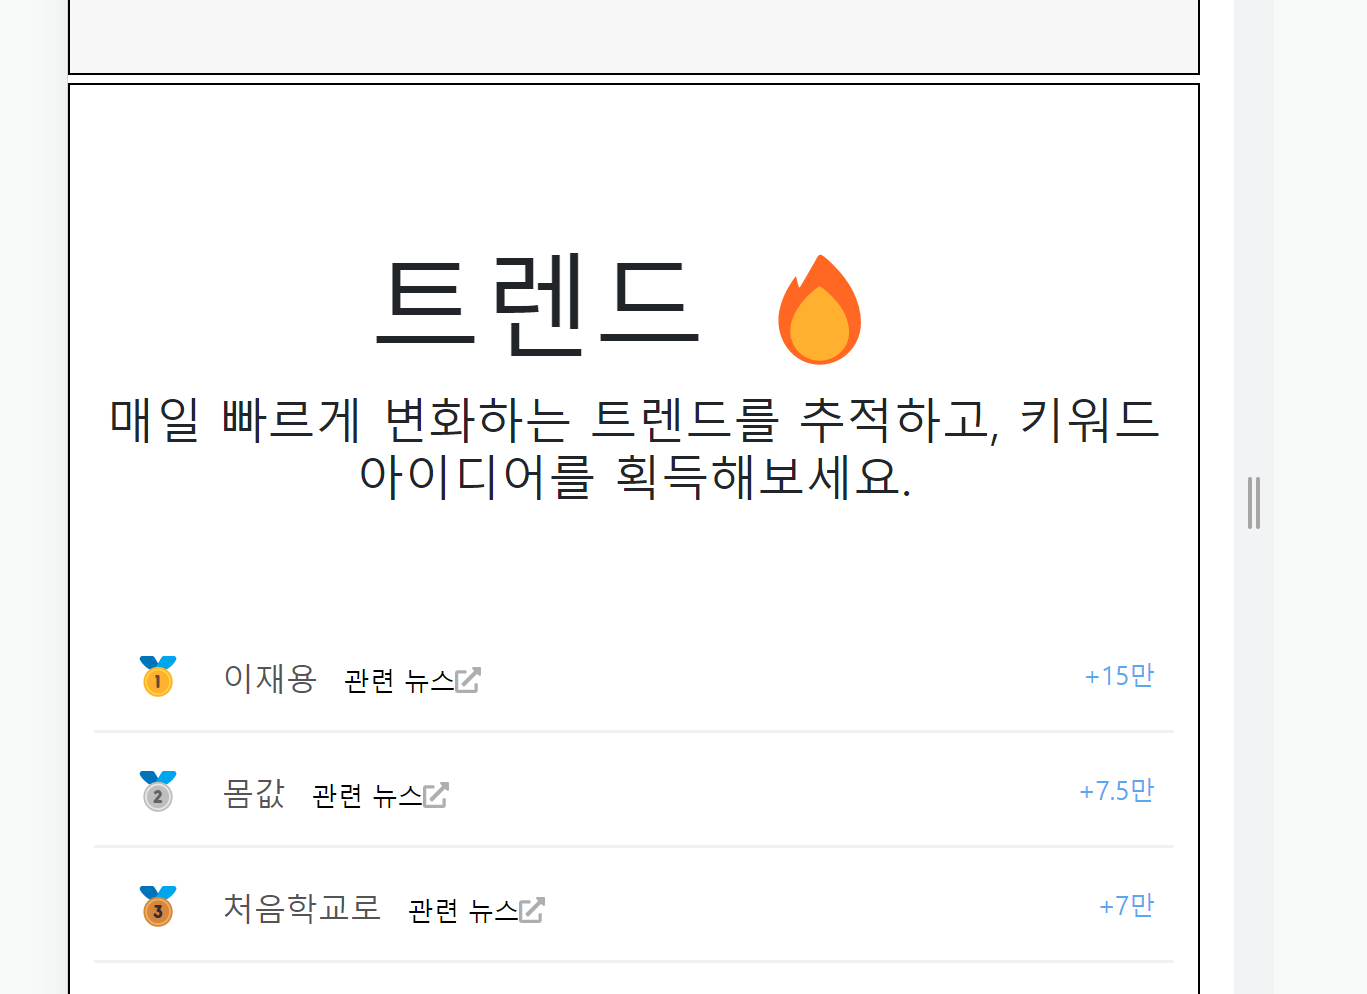 트렌드 🔥
매일 빠르게 변화하는 트렌드를 추적하고, 키워드
아이디어를 획득해보세요.
🥇 이재용 관련 뉴스 +15만
🥈 몸값 관련 뉴스 +7.5만
🥉 처음학교로 관련 뉴스 +7만